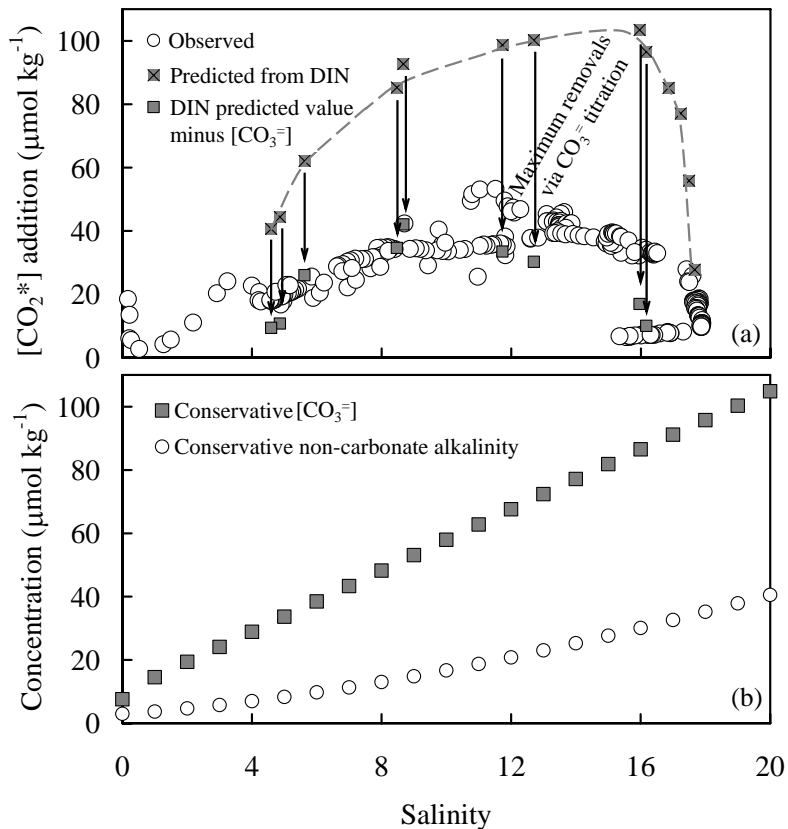 [CO₂*] addition (µmol kg⁻¹)
100
80
60
40
20
0
Observed
Predicted from DIN
DIN predicted value
minus [CO₃⁼]
Maximum removals
via CO₃⁼ titration
(a)
Concentration (µmol kg⁻¹)
100
80
60
40
20
0
Conservative [CO₃⁼]
Conservative non-carbonate alkalinity
(b)
0 4 8 12 16 20
Salinity